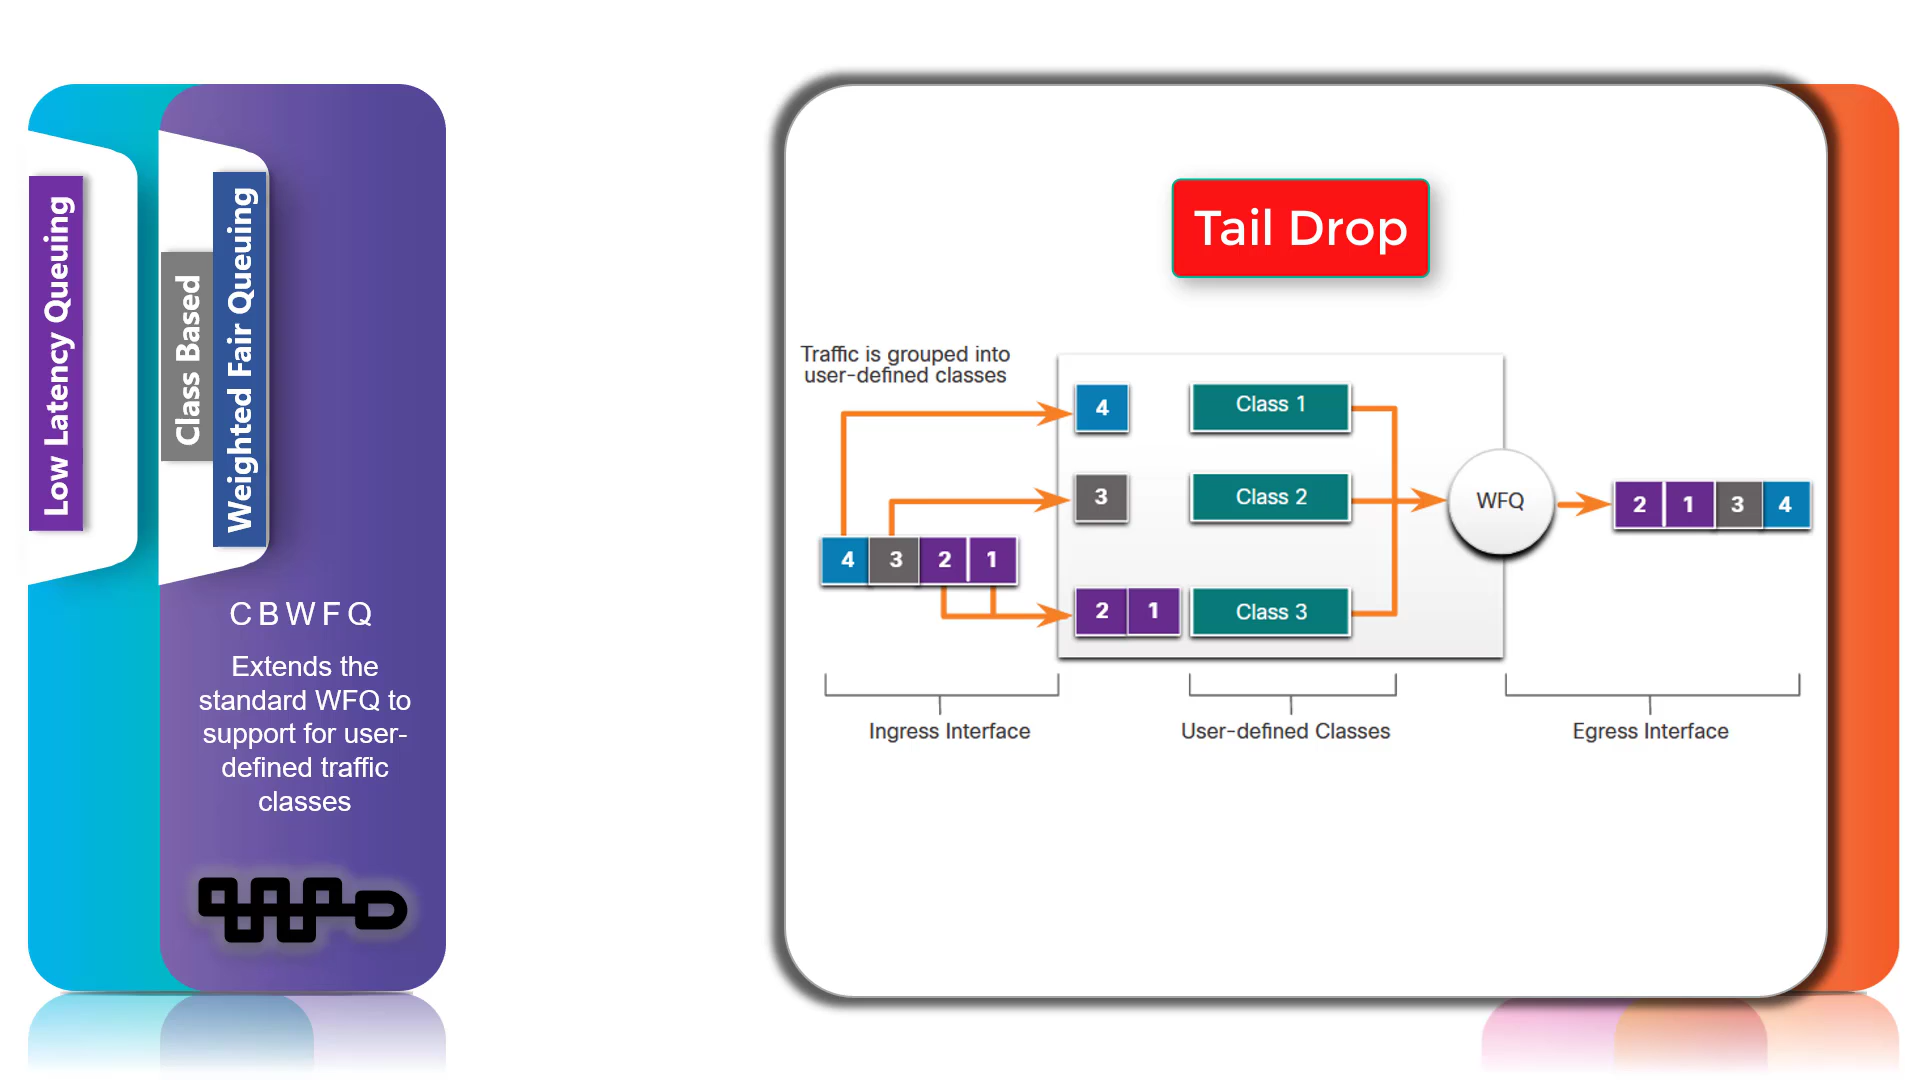 Low Latency Queuing
Class Based
Weighted Fair Queuing
CBWFQ
Extends the
standard WFQ to
support for user-
defined traffic
classes
Tail Drop
Traffic is grouped into
user-defined classes
4 3 2 1
4
3
2 1
Class 1
Class 2
Class 3
WFQ
2 1 3 4
Ingress Interface
User-defined Classes
Egress Interface